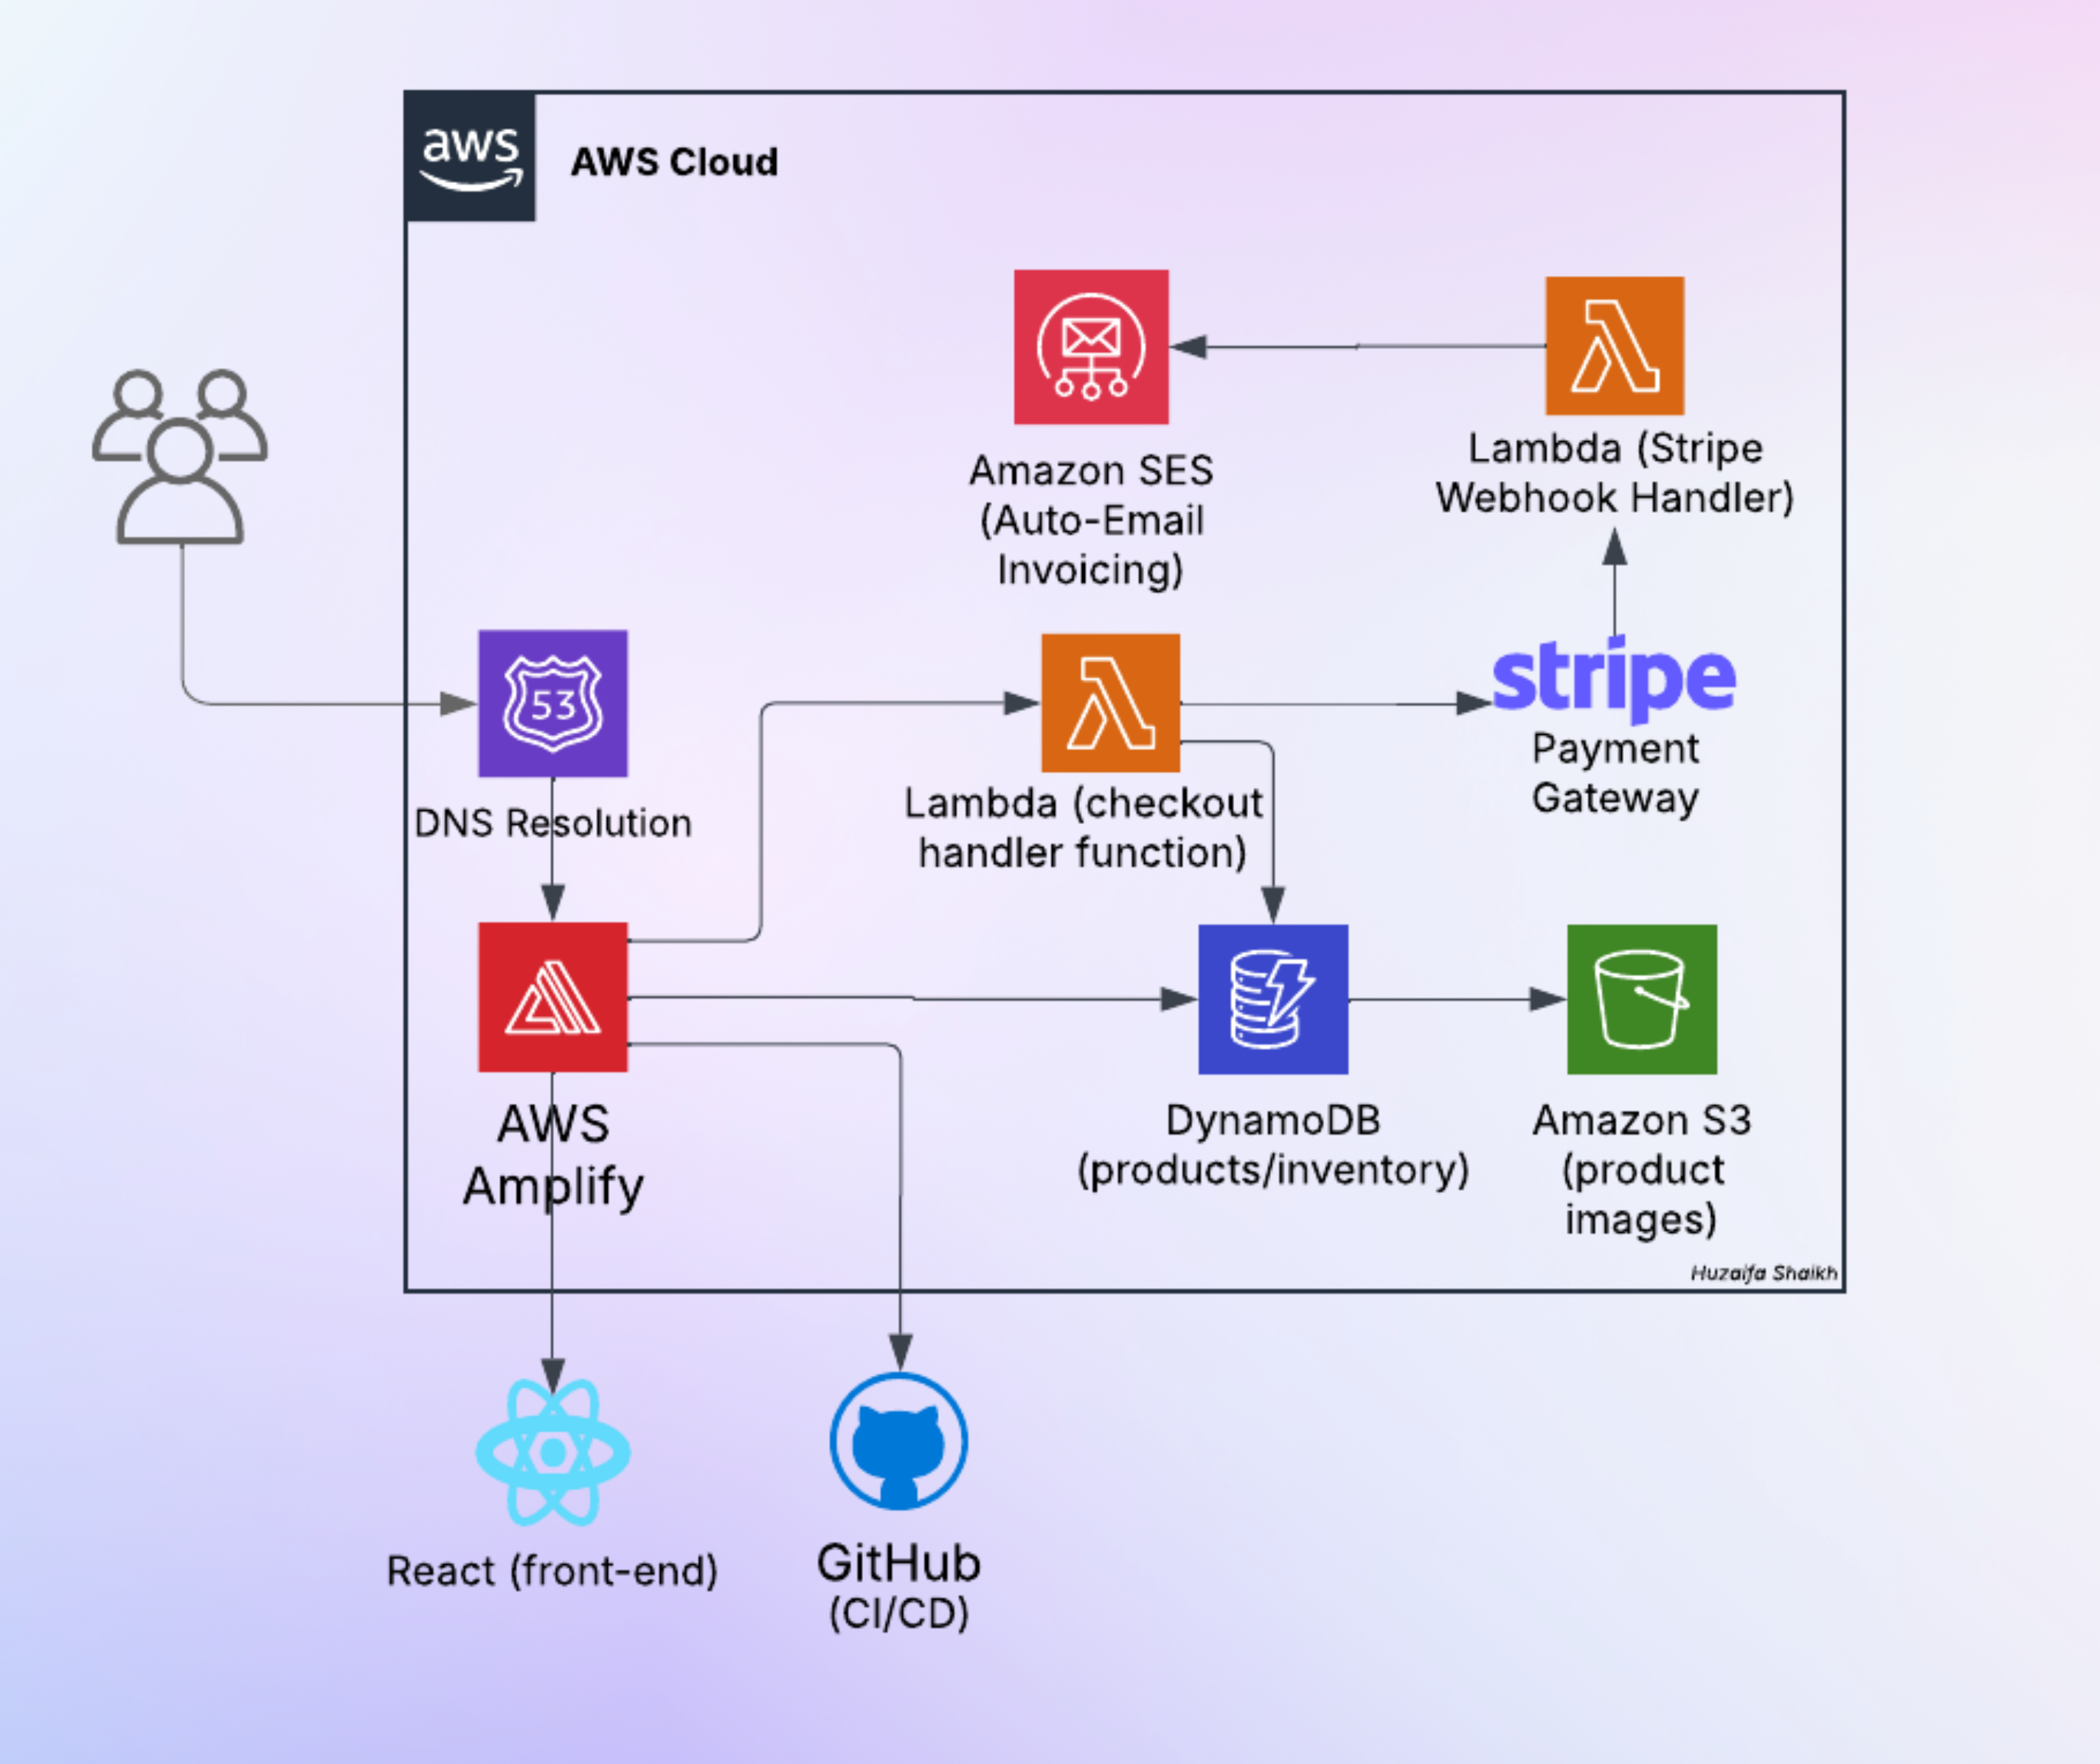 aws
AWS Cloud
Amazon SES
(Auto-Email
Invoicing)
Lambda (Stripe
Webhook Handler)
53
DNS Resolution
Lambda (checkout
handler function)
stripe
Payment
Gateway
AWS
Amplify
DynamoDB
(products/inventory)
Amazon S3
(product
images)
Huzaifa Shaikh
React (front-end)
GitHub
(CI/CD)